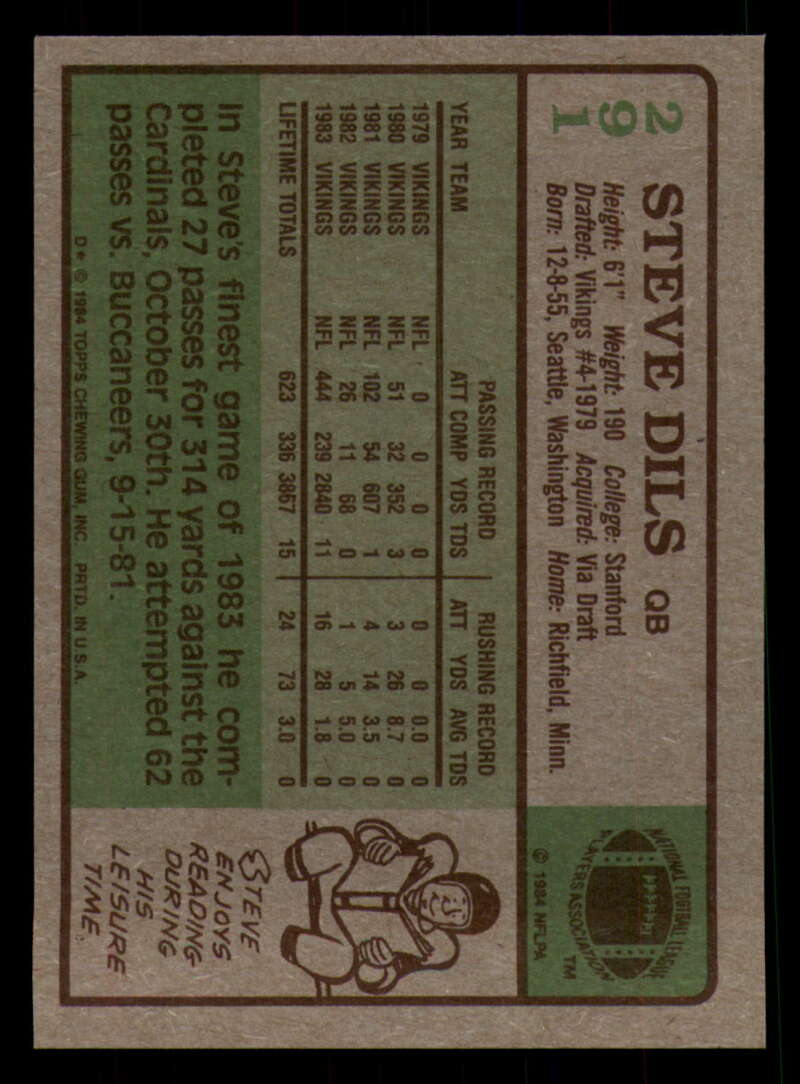 291
STEVE DILS QB
Height: 6'1" Weight: 190 College: Stanford
Drafted: Vikings #4-1979 Acquired: Via Draft
Born: 12-8-55, Seattle, Washington Home: Richfield, Minn.
NATIONAL FOOTBALL LEAGUE
PLAYERS ASSOCIATION
TM
© 1984 NFLPA
PASSING RECORD RUSHING RECORD
YEAR TEAM ATT COMP YDS TDS ATT YDS AVG TDS
1979 VIKINGS NFL 0 0 0 0 0 0 0.0 0
1980 VIKINGS NFL 51 32 352 3 3 26 8.7 0
1981 VIKINGS NFL 102 54 607 1 4 14 3.5 0
1982 VIKINGS NFL 26 11 68 0 1 5 5.0 0
1983 VIKINGS NFL 444 239 2840 11 16 28 1.8 0
LIFETIME TOTALS 623 336 3867 15 24 73 3.0 0
In Steve's finest game of 1983 he com-
pleted 27 passes for 314 yards against the
Cardinals, October 30th. He attempted 62
passes vs. Buccaneers, 9-15-81.
D* © 1984 TOPPS CHEWING GUM, INC. PRTD. IN U.S.A.
STEVE
ENJOYS
READING
DURING
HIS
LEISURE
TIME.